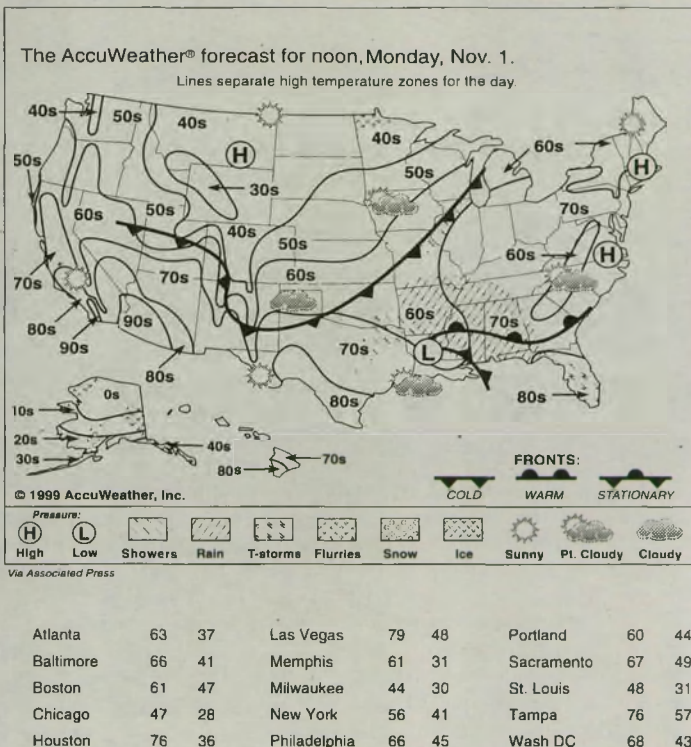 The AccuWeather® forecast for noon, Monday, Nov. 1.
Lines separate high temperature zones for the day.
40s 50s 40s 40s 60s
50s 50s
30s
60s 50s 40s 70s
50s 60s
70s 60s
70s
80s 90s 60s 70s
90s 70s
80s 80s 80s
0s
10s
20s 40s
30s 70s
80s
H H H L
FRONTS:
COLD WARM STATIONARY
© 1999 AccuWeather, Inc.
Pressure:
H L
High Low Showers Rain T-storms Flurries Snow Ice Sunny Pt. Cloudy Cloudy
Via Associated Press
Atlanta 63 37 Las Vegas 79 48 Portland 60 44
Baltimore 66 41 Memphis 61 31 Sacramento 67 49
Boston 61 47 Milwaukee 44 30 St. Louis 48 31
Chicago 47 28 New York 56 41 Tampa 76 57
Houston 76 36 Philadelphia 66 45 Wash DC 68 43